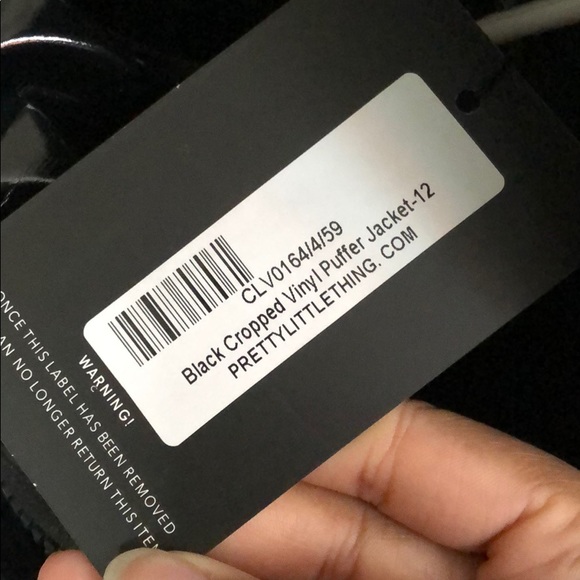 CLV0164/4/59
Black Cropped Vinyl Puffer Jacket-12
PRETTYLITTLETHING. COM
WARNING!
ONCE THIS LABEL HAS BEEN REMOVED
NO LONGER RETURN THIS